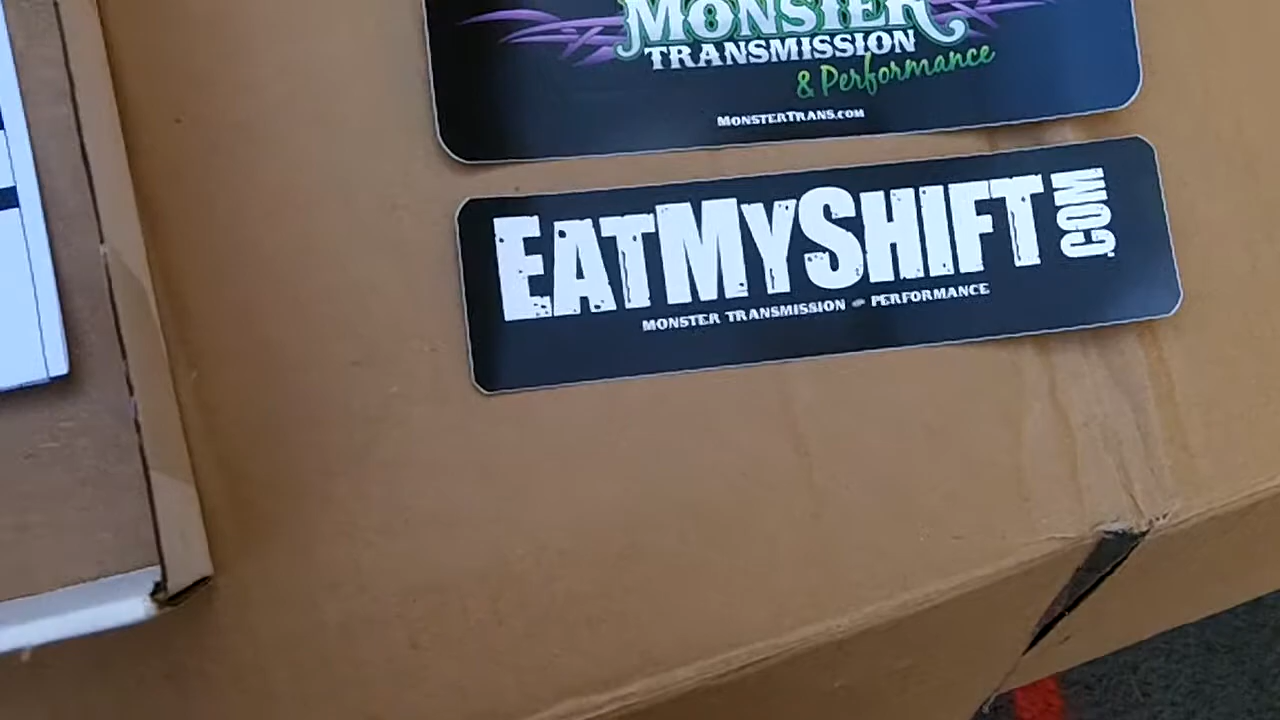 MONSTER
TRANSMISSION
& Performance
MONSTERTRANS.COM
EATMYSHIFT.COM
MONSTER TRANSMISSION & PERFORMANCE